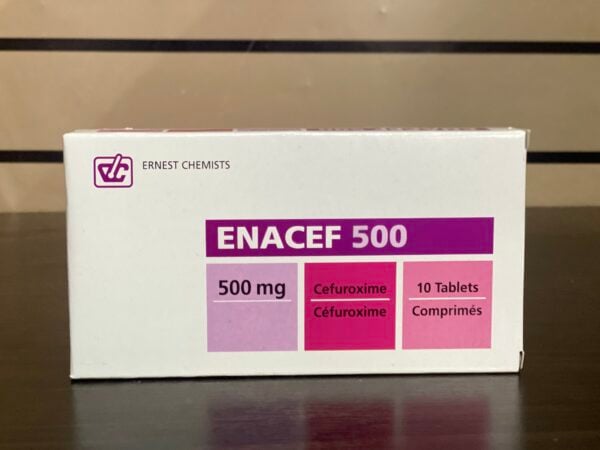 ERNEST CHEMISTS
ENACEF 500
500 mg
Cefuroxime
Céfuroxime
10 Tablets
Comprimés